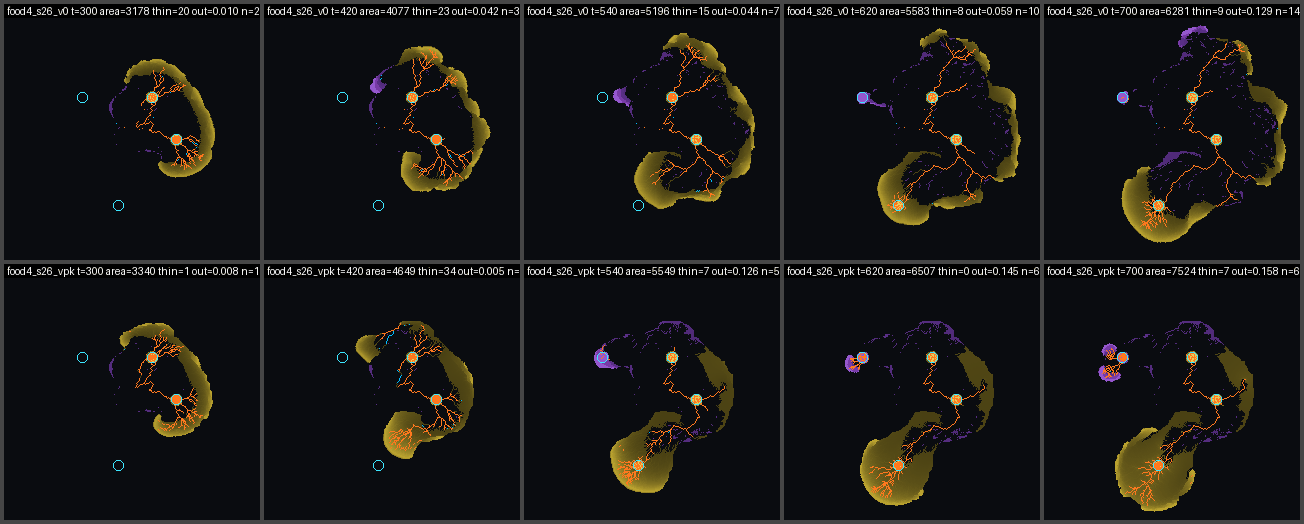 food4_s26_v0 t=300 area=3178 thin=20 out=0.010 n=2
food4_s26_v0 t=420 area=4077 thin=23 out=0.042 n=3
food4_s26_v0 t=540 area=5196 thin=15 out=0.044 n=7
food4_s26_v0 t=620 area=5583 thin=8 out=0.059 n=10
food4_s26_v0 t=700 area=6281 thin=9 out=0.129 n=14
food4_s26_vpk t=300 area=3340 thin=1 out=0.008 n=1
food4_s26_vpk t=420 area=4649 thin=34 out=0.005 n=
food4_s26_vpk t=540 area=5549 thin=7 out=0.126 n=5
food4_s26_vpk t=620 area=6507 thin=0 out=0.145 n=6
food4_s26_vpk t=700 area=7524 thin=7 out=0.158 n=6